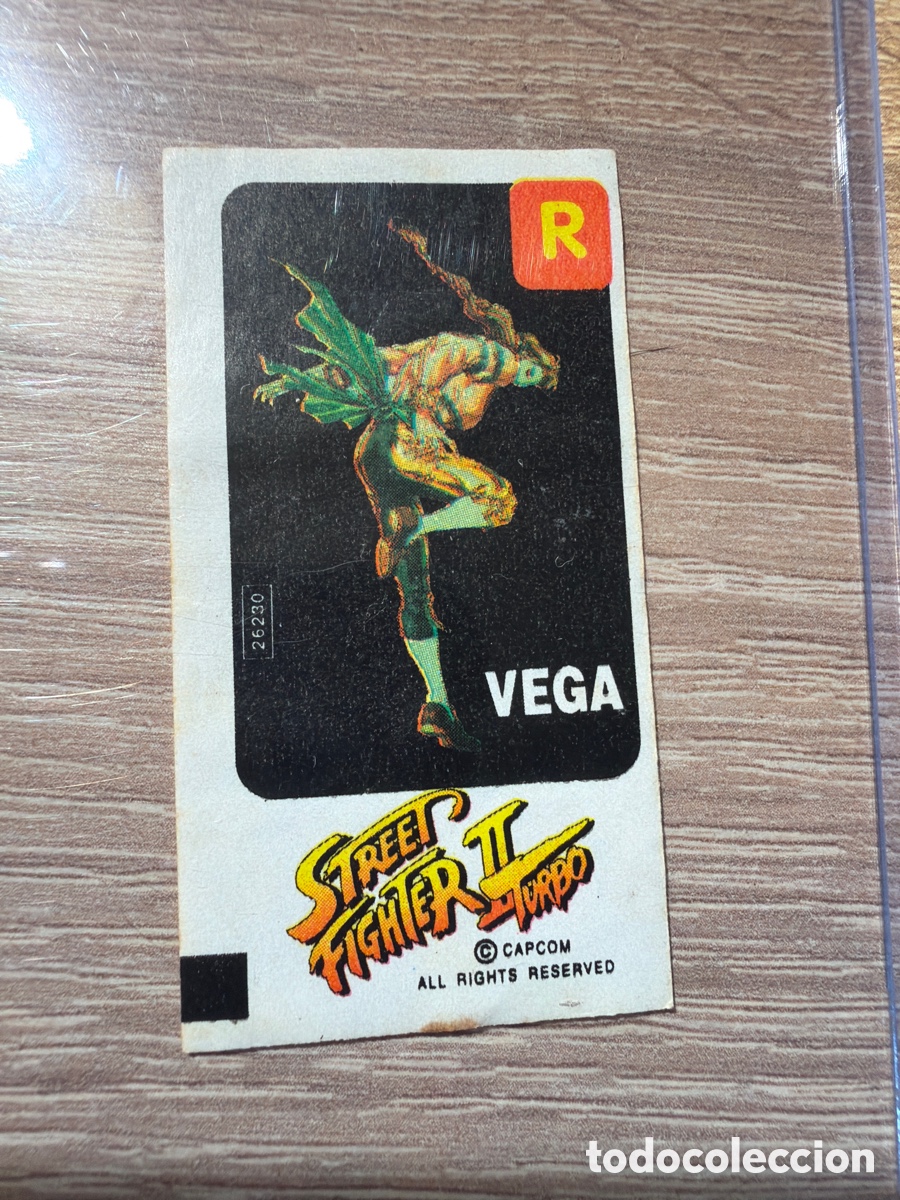 R
26230
VEGA
STREET
FIGHTER II
TURBO
© CAPCOM
ALL RIGHTS RESERVED
todocoleccion